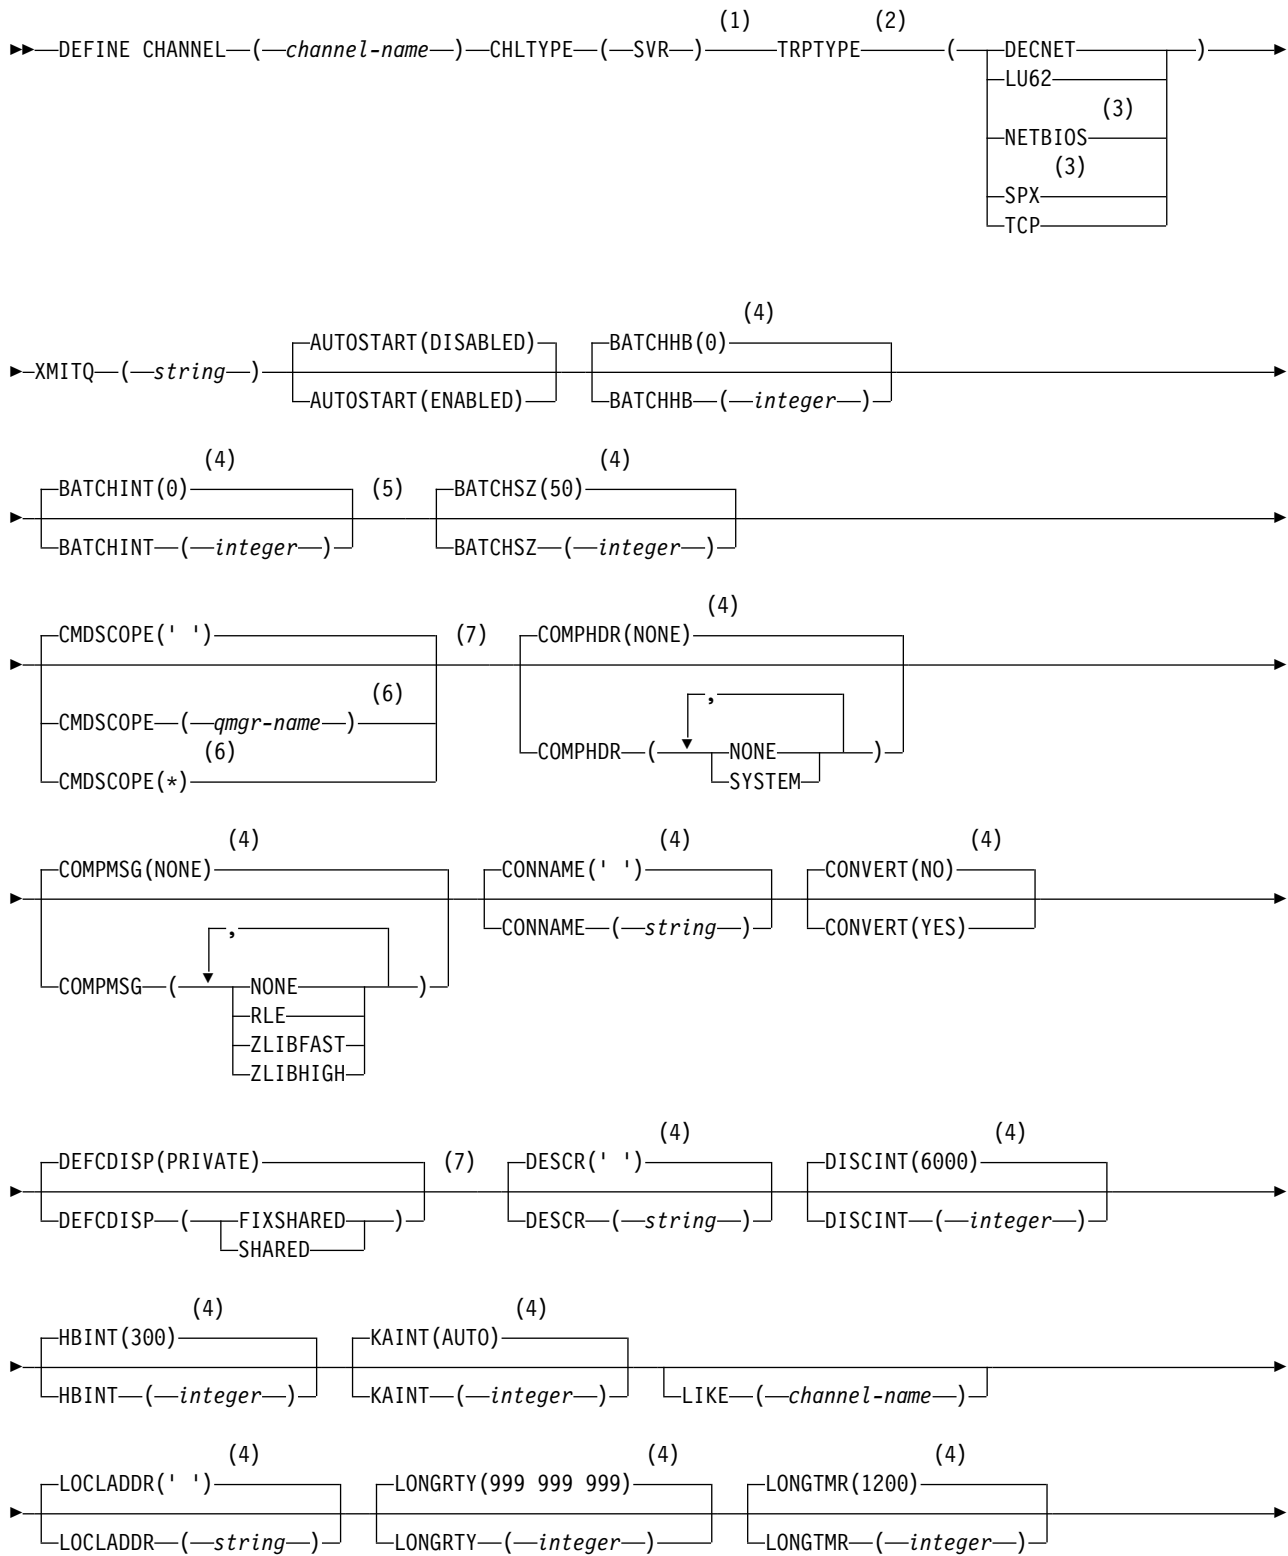 (1) (2)
DEFINE CHANNEL ( channel-name ) CHLTYPE ( SVR ) TRPTYPE ( DECNET )
LU62
(3)
NETBIOS
(3)
SPX
TCP
(4)
AUTOSTART(DISABLED) BATCHHB(0)
XMITQ ( string )
AUTOSTART(ENABLED) BATCHHB ( integer )
(4) (4)
BATCHINT(0) (5) BATCHSZ(50)
BATCHINT ( integer ) BATCHSZ ( integer )
(4)
CMDSCOPE(' ') (7) COMPHDR(NONE)
(6) ,
CMDSCOPE ( qmgr-name )
(6) COMPHDR ( NONE )
CMDSCOPE(*) SYSTEM
(4) (4) (4)
COMPMSG(NONE) CONNAME(' ') CONVERT(NO)
, CONNAME ( string ) CONVERT(YES)
COMPMSG ( NONE )
RLE
ZLIBFAST
ZLIBHIGH
(4) (4)
DEFCDISP(PRIVATE) (7) DESCR(' ') DISCINT(6000)
DEFCDISP ( FIXSHARED ) DESCR ( string ) DISCINT ( integer )
SHARED
(4) (4)
HBINT(300) KAINT(AUTO)
HBINT ( integer ) KAINT ( integer ) LIKE ( channel-name )
(4) (4) (4)
LOCLADDR(' ') LONGRTY(999 999 999) LONGTMR(1200)
LOCLADDR ( string ) LONGRTY ( integer ) LONGTMR ( integer )